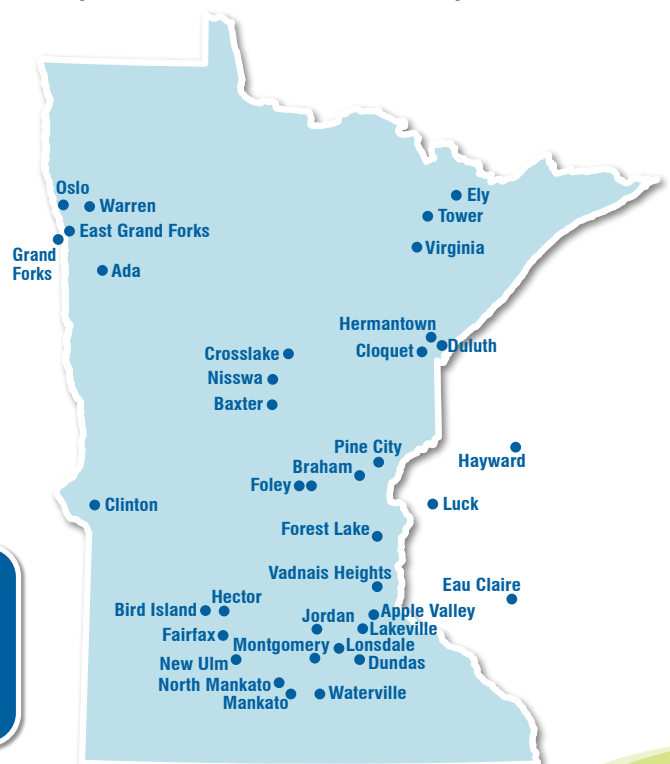 Oslo
Warren
Ely
Tower
East Grand Forks
Grand
Forks
Virginia
Ada
Hermantown
Duluth
Cloquet
Crosslake
Nisswa
Baxter
Pine City
Hayward
Braham
Foley
Clinton
Luck
Forest Lake
Vadnais Heights
Eau Claire
Hector
Bird Island
Apple Valley
Jordan
Lakeville
Fairfax
Montgomery
Lonsdale
New Ulm
Dundas
North Mankato
Mankato
Waterville